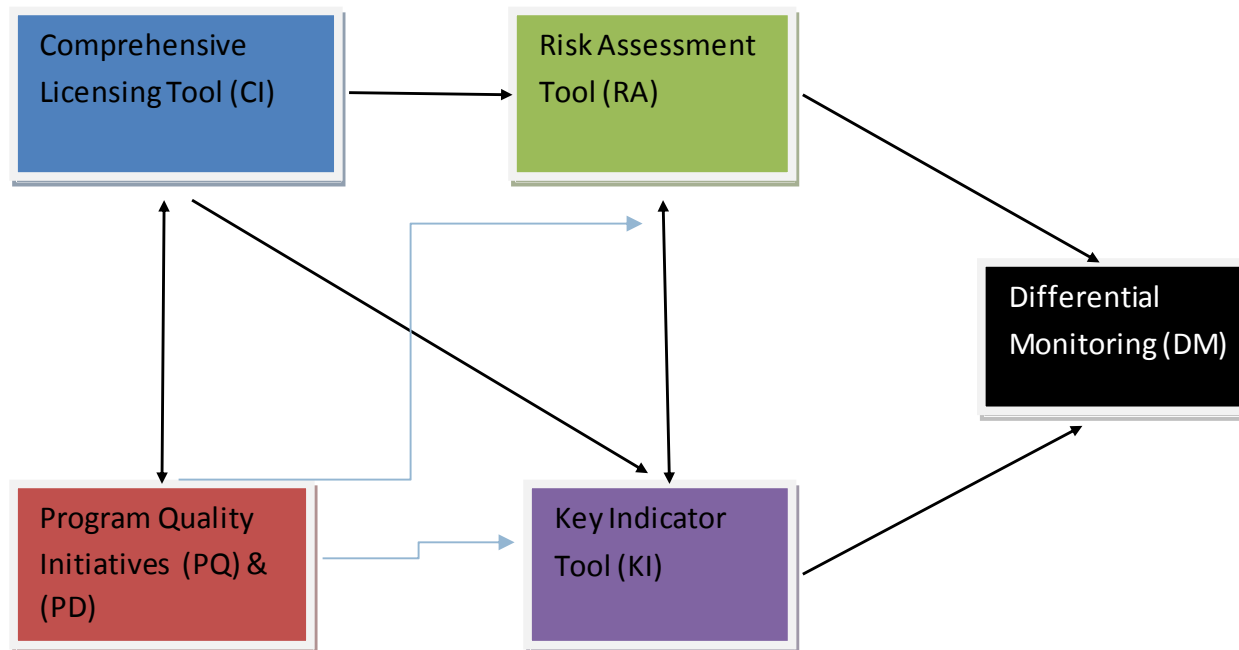 Comprehensive
Licensing Tool (CI)
Risk Assessment
Tool (RA)
Differential
Monitoring (DM)
Program Quality
Initiatives (PQ) &
(PD)
Key Indicator
Tool (KI)